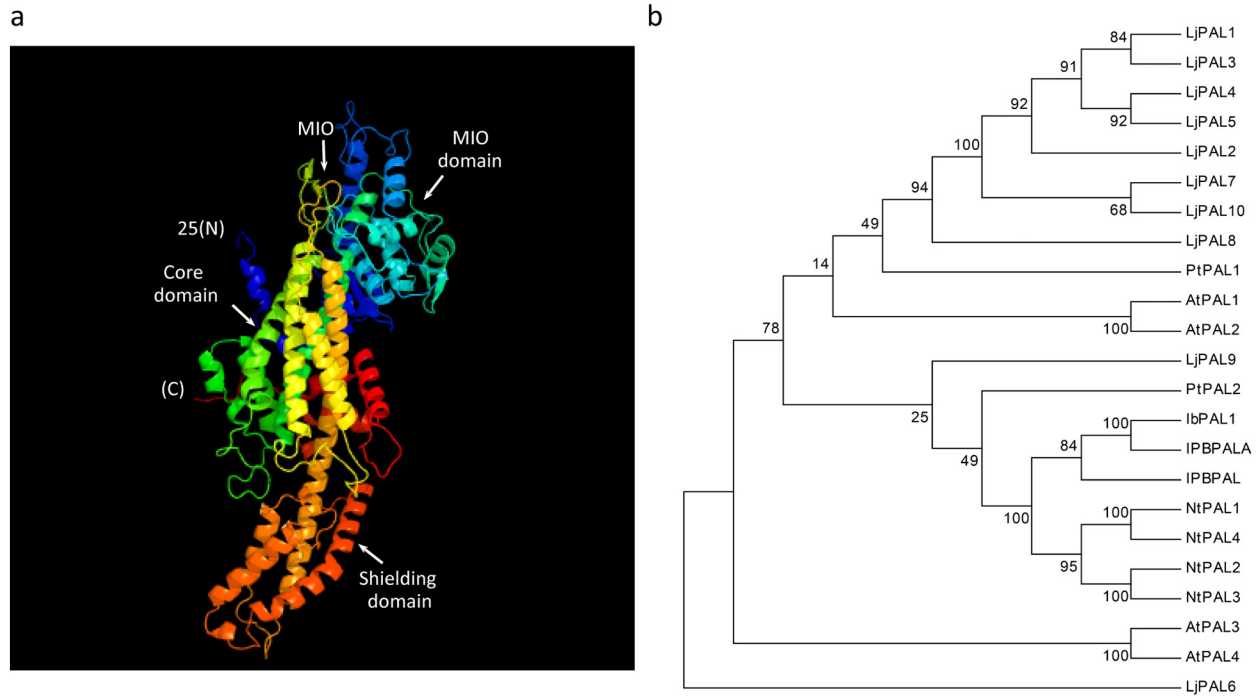 a
MIO
MIO
domain
25(N)
Core
domain
(C)
Shielding
domain
b
LjPAL1
84
LjPAL3
91
LjPAL4
92
LjPAL5
92
LjPAL2
100
LjPAL7
94
LjPAL10
68
LjPAL8
49
PtPAL1
14
AtPAL1
AtPAL2
100
78
LjPAL9
PtPAL2
25
IbPAL1
100
IPBPALA
84
49
IPBPAL
NtPAL1
100
100
NtPAL4
NtPAL2
95
NtPAL3
100
AtPAL3
AtPAL4
100
LjPAL6